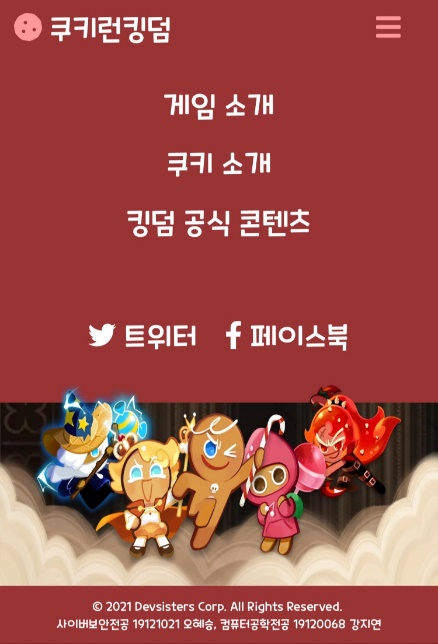 쿠키런킹덤
게임 소개
쿠키 소개
킹덤 공식 콘텐츠
트위터 페이스북
© 2021 Devsisters Corp. All Rights Reserved.
사이버보안전공 19121021 오혜승, 컴퓨터공학전공 19120068 강지연